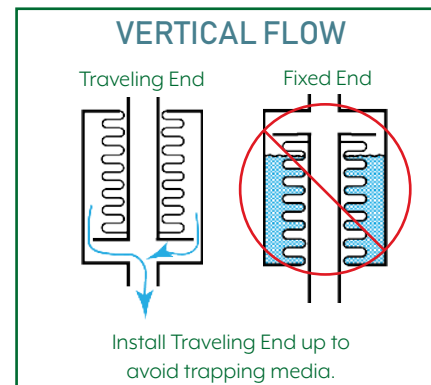 VERTICAL FLOW
Traveling End
Fixed End
Install Traveling End up to
avoid trapping media.